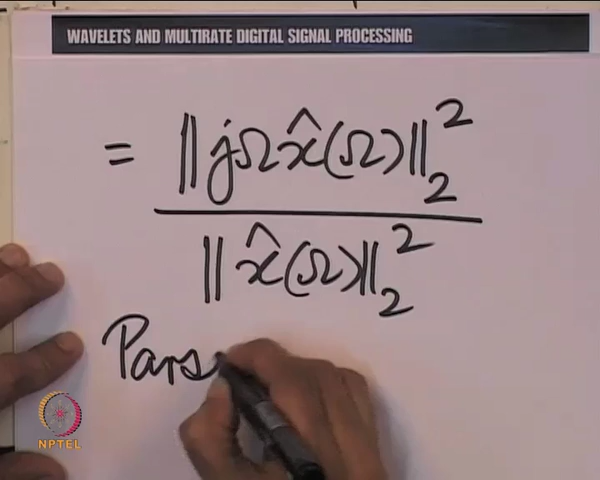 WAVELETS AND MULTIRATE DIGITAL SIGNAL PROCESSING
= ||jΩx̂(Ω)||₂²
||x̂(Ω)||₂²
Pars
NPTEL